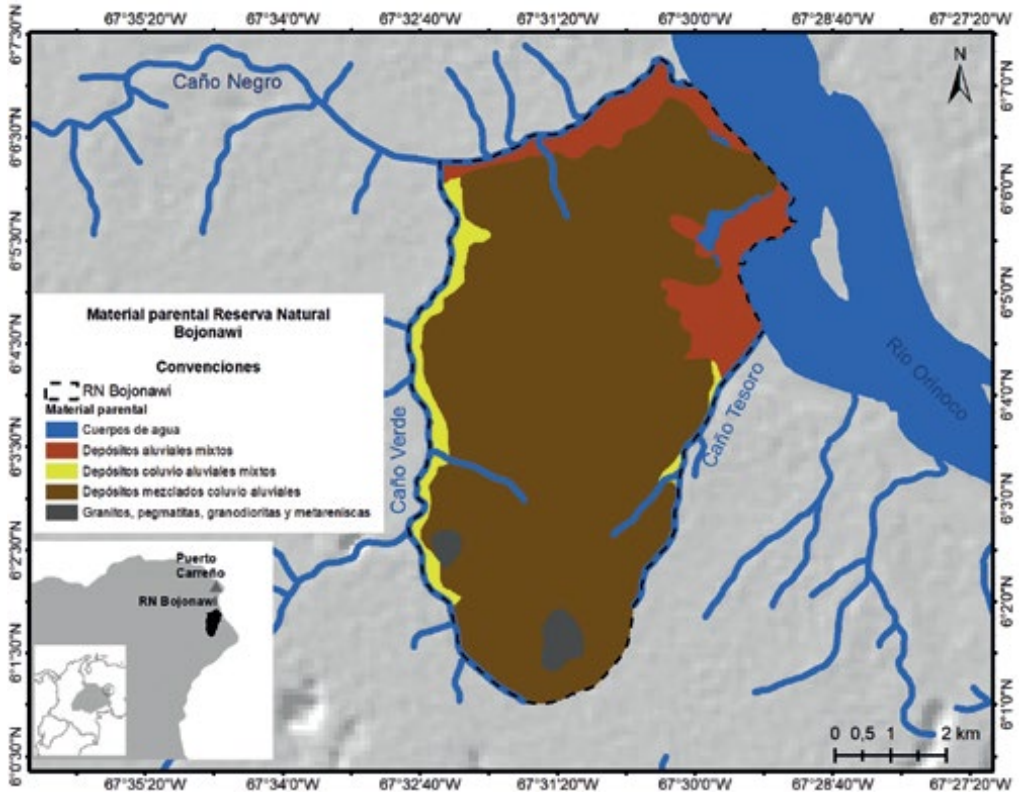 67°35'20"W
67°34'0"W
67°32'40"W
67°31'20"W
67°30'0"W
67°28'40"W
67°27'20"W
6°7'30"N
6°6'30"N
6°5'30"N
6°4'30"N
6°3'30"N
6°2'30"N
6°1'30"N
6°0'30"N
Caño Negro
N
Material parental Reserva Natural
Bojonawi
Convenciones
RN Bojonawi
Material parental
Cuerpos de agua
Depósitos aluviales mixtos
Depósitos coluvio aluviales mixtos
Depósitos mezclados coluvio aluviales
Granitos, pegmatitas, granodioritas y metareniscas
Caño Verde
Caño Tesoro
Río Orinoco
Puerto
Carreño
RN Bojonawi
0 0,5 1 2 km
6°7'0"N
6°6'0"N
6°5'0"N
6°4'0"N
6°3'0"N
6°2'0"N
6°1'0"N
67°35'20"W
67°34'0"W
67°32'40"W
67°31'20"W
67°30'0"W
67°28'40"W
67°27'20"W